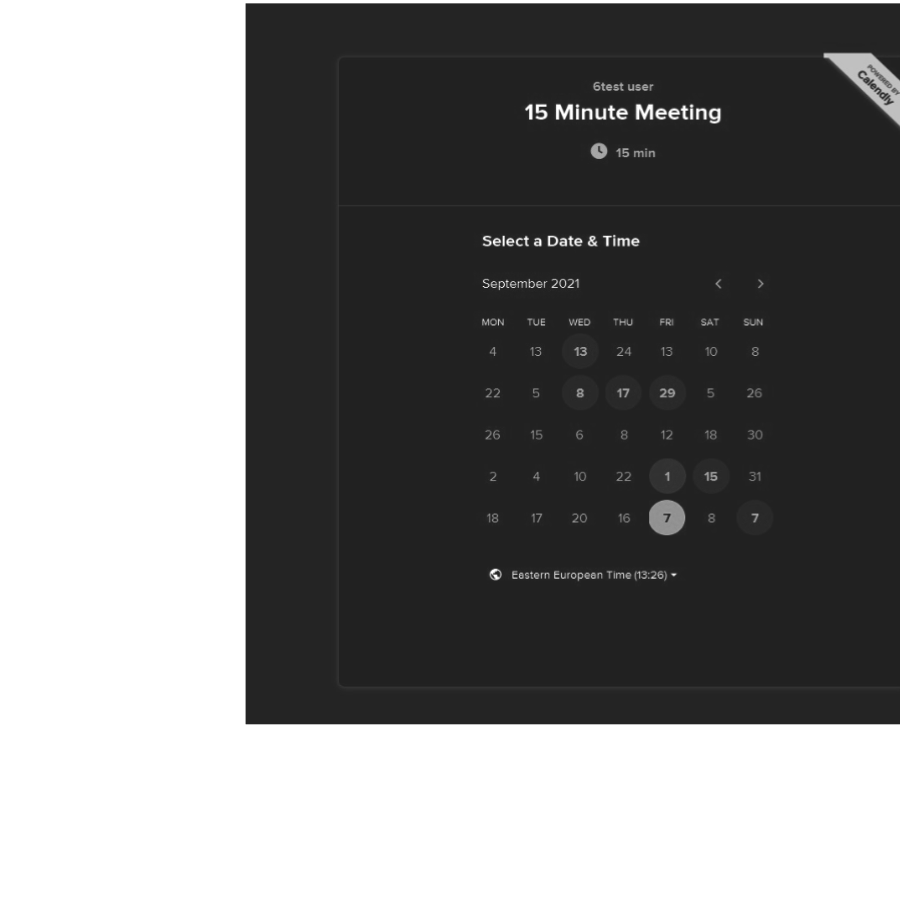 POWERED BY
Calendly
6test user
15 Minute Meeting
15 min
Select a Date & Time
September 2021
MON TUE WED THU FRI SAT SUN
4 13 13 24 13 10 8
22 5 8 17 29 5 26
26 15 6 8 12 18 30
2 4 10 22 1 15 31
18 17 20 16 7 8 7
Eastern European Time (13:26)